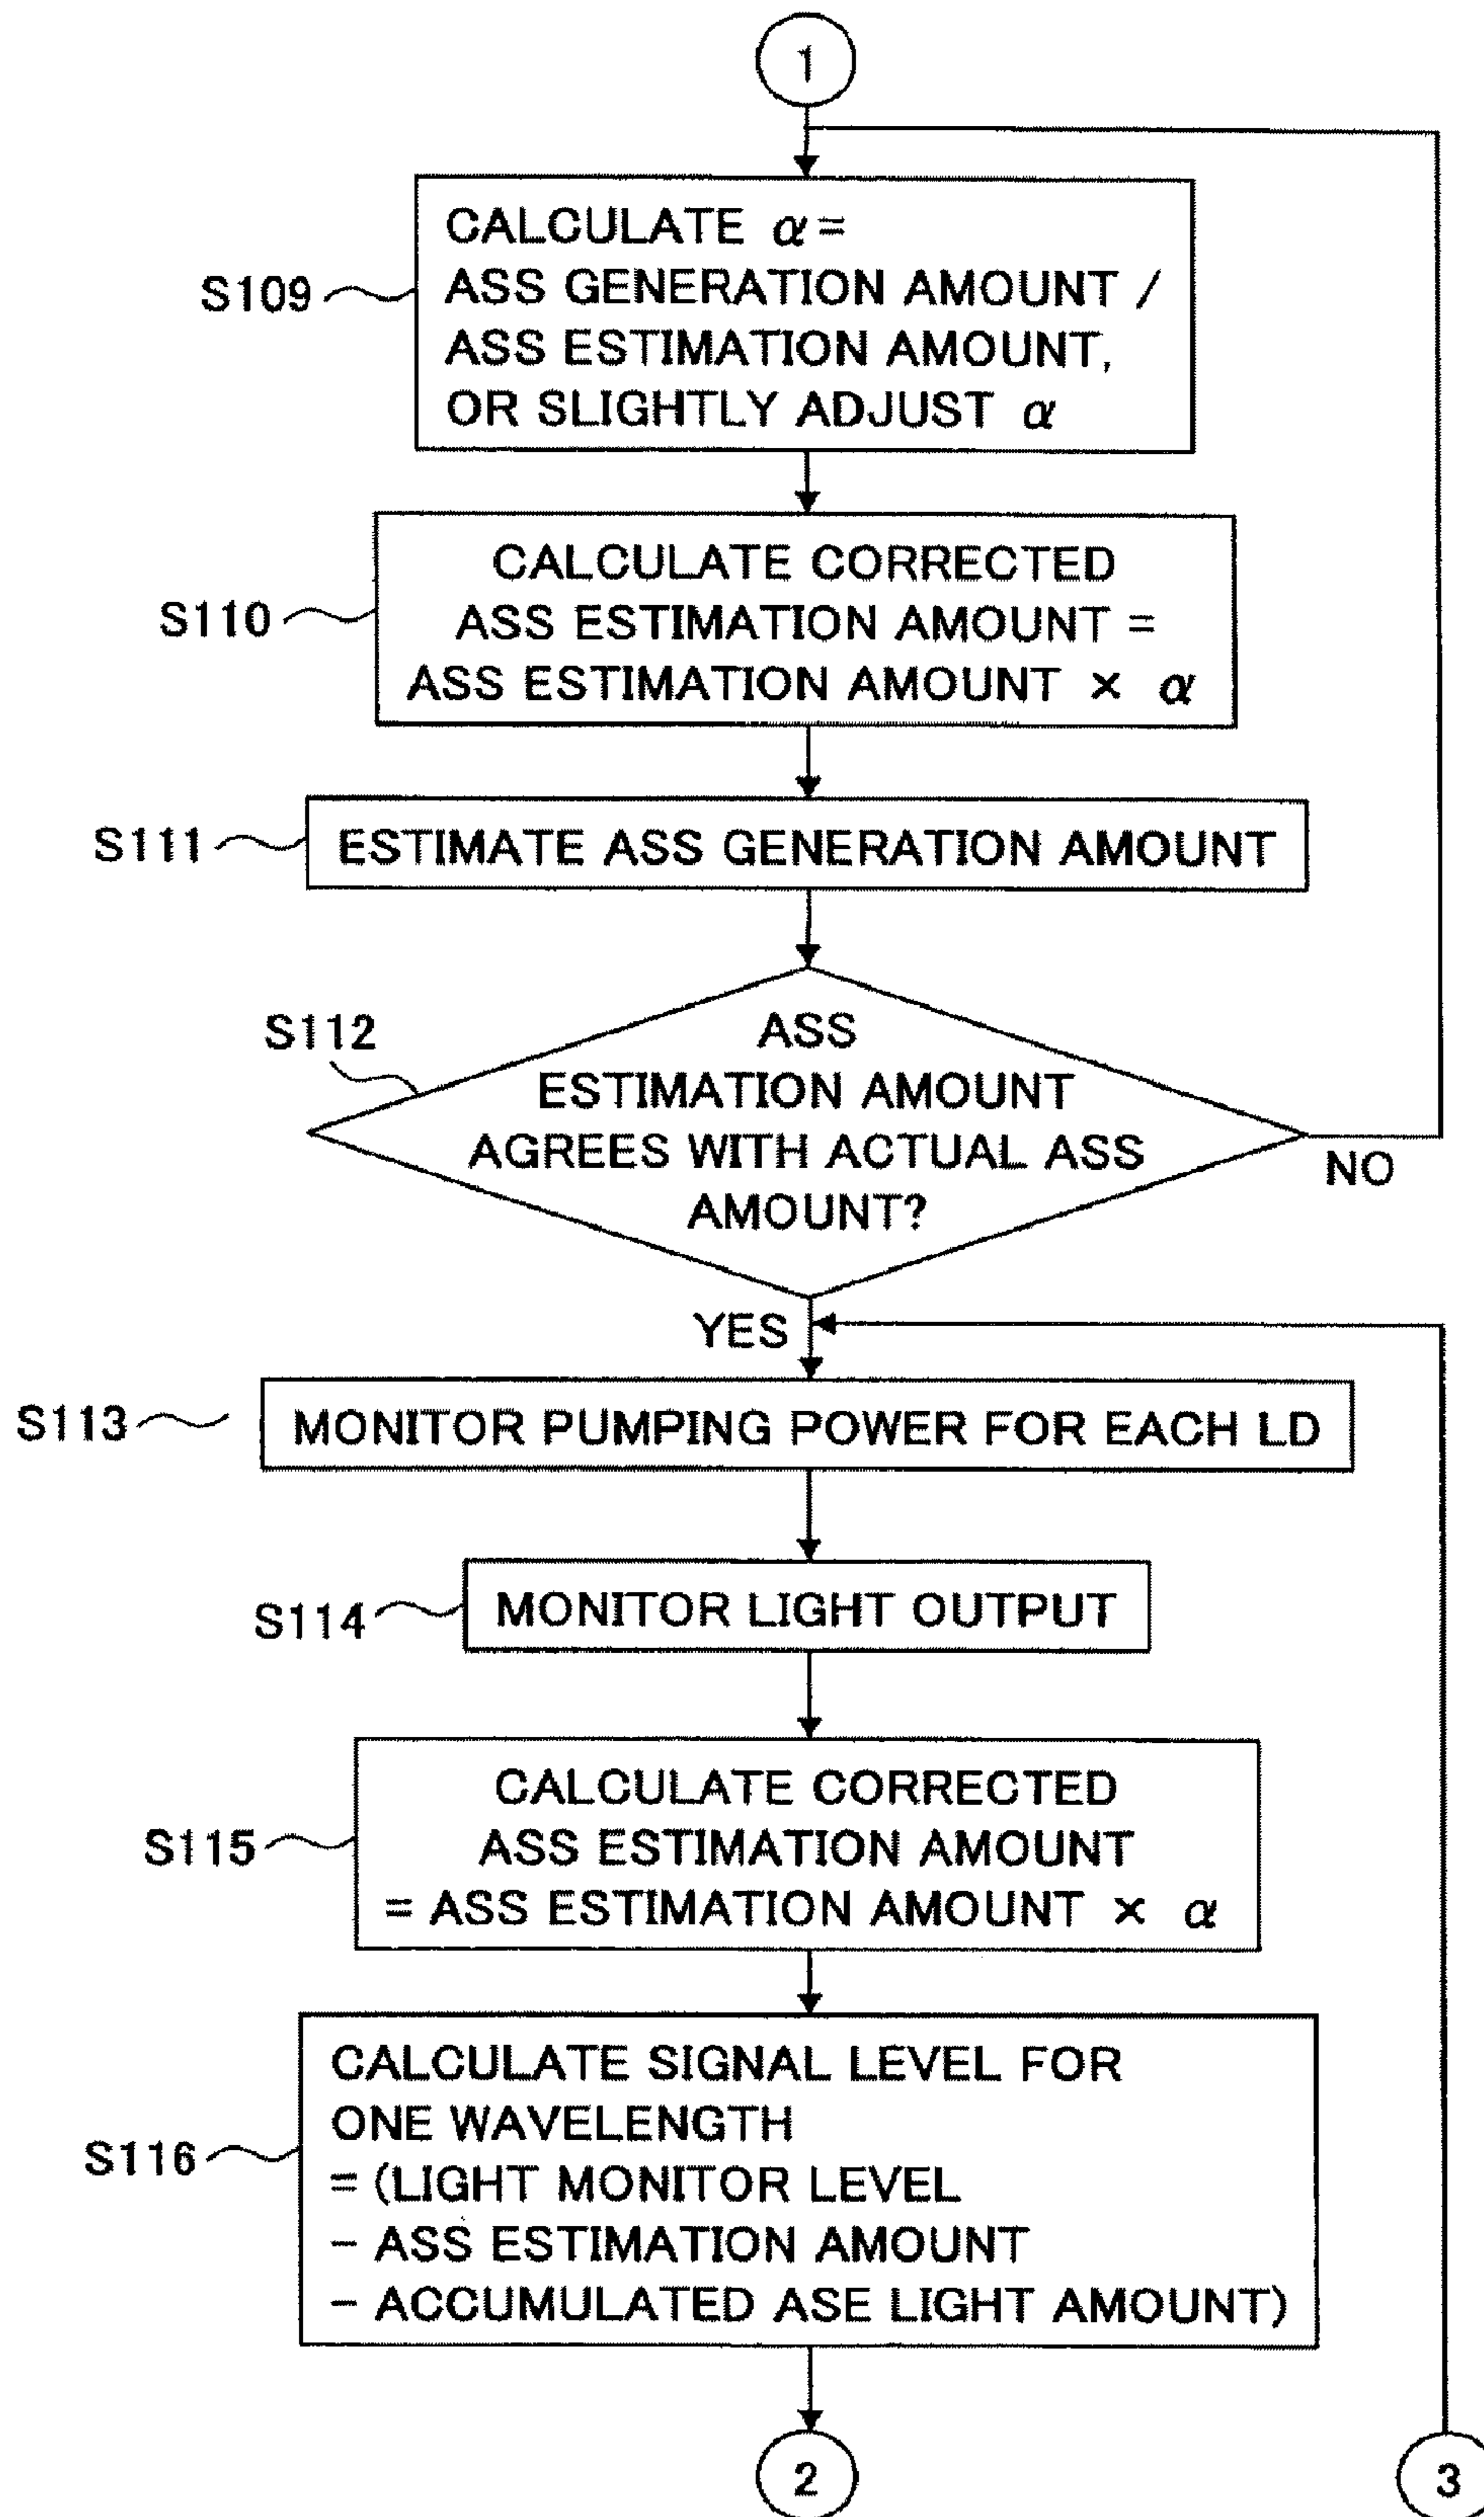 1
S109
CALCULATE α =
ASS GENERATION AMOUNT /
ASS ESTIMATION AMOUNT,
OR SLIGHTLY ADJUST α
S110
CALCULATE CORRECTED
ASS ESTIMATION AMOUNT =
ASS ESTIMATION AMOUNT × α
S111
ESTIMATE ASS GENERATION AMOUNT
S112
ASS
ESTIMATION AMOUNT
AGREES WITH ACTUAL ASS
AMOUNT?
NO
YES
S113
MONITOR PUMPING POWER FOR EACH LD
S114
MONITOR LIGHT OUTPUT
S115
CALCULATE CORRECTED
ASS ESTIMATION AMOUNT
= ASS ESTIMATION AMOUNT × α
S116
CALCULATE SIGNAL LEVEL FOR
ONE WAVELENGTH
= (LIGHT MONITOR LEVEL
− ASS ESTIMATION AMOUNT
− ACCUMULATED ASE LIGHT AMOUNT)
2
3